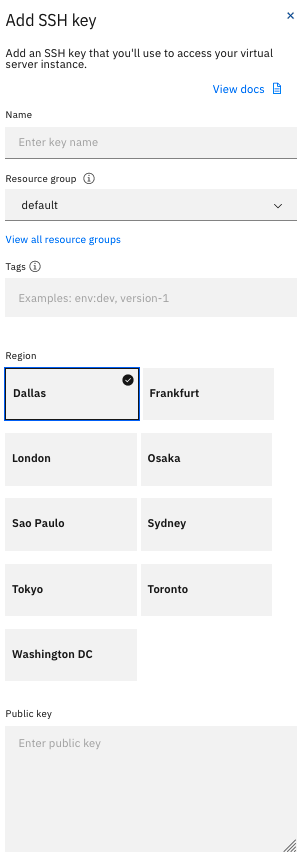 Add SSH key
Add an SSH key that you'll use to access your virtual
server instance.
View docs
Name
Enter key name
Resource group
default
View all resource groups
Tags
Examples: env:dev, version-1
Region
Dallas
Frankfurt
London
Osaka
Sao Paulo
Sydney
Tokyo
Toronto
Washington DC
Public key
Enter public key